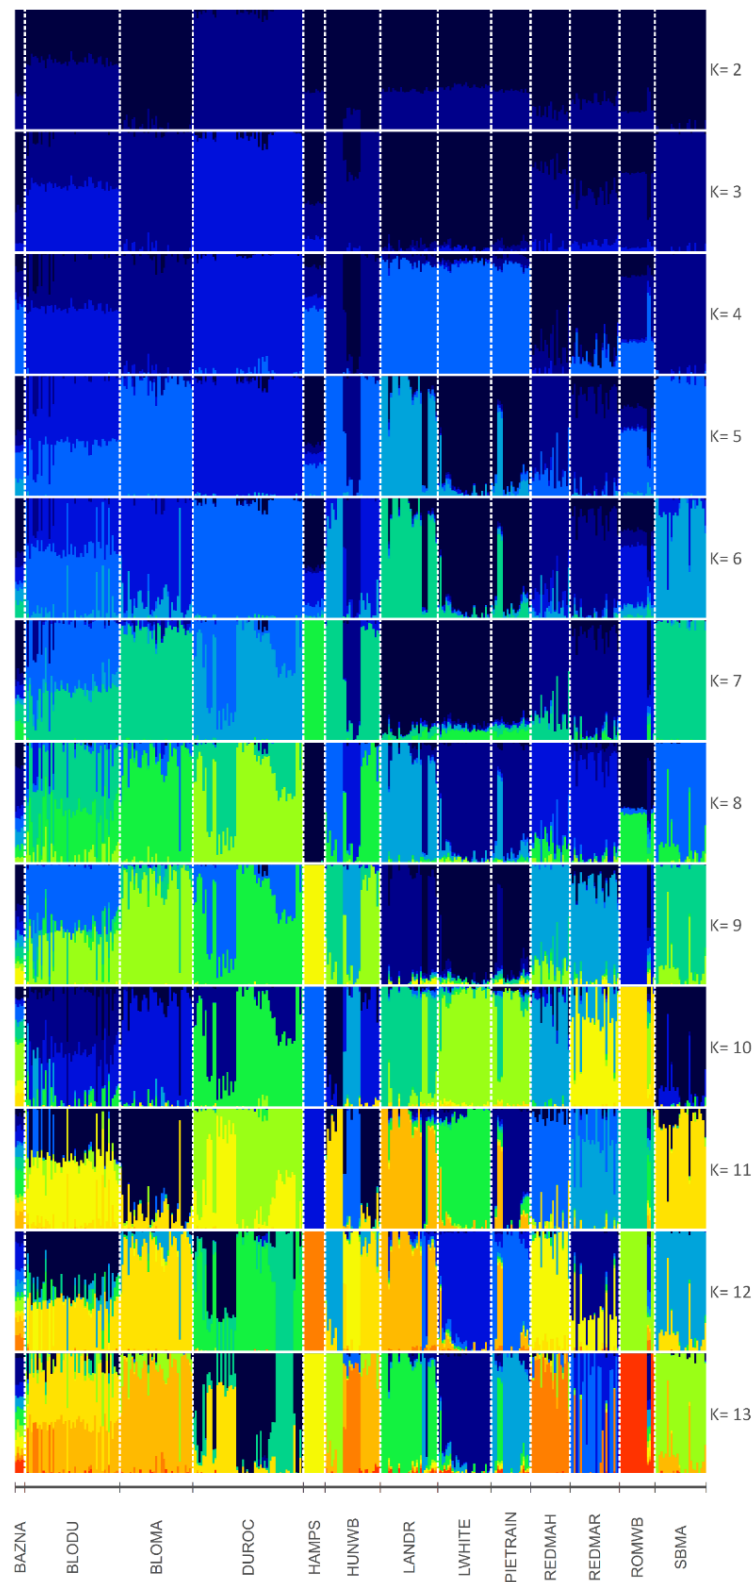 K= 2
K= 3
K= 4
K= 5
K= 6
K= 7
K= 8
K= 9
K= 10
K= 11
K= 12
K= 13
BAZNA
BLODU
BLOMA
DUROC
HAMPS
HUNWB
LANDR
LWHITE
PIETRAIN
REDMAH
REDMAR
ROMWB
SBMA